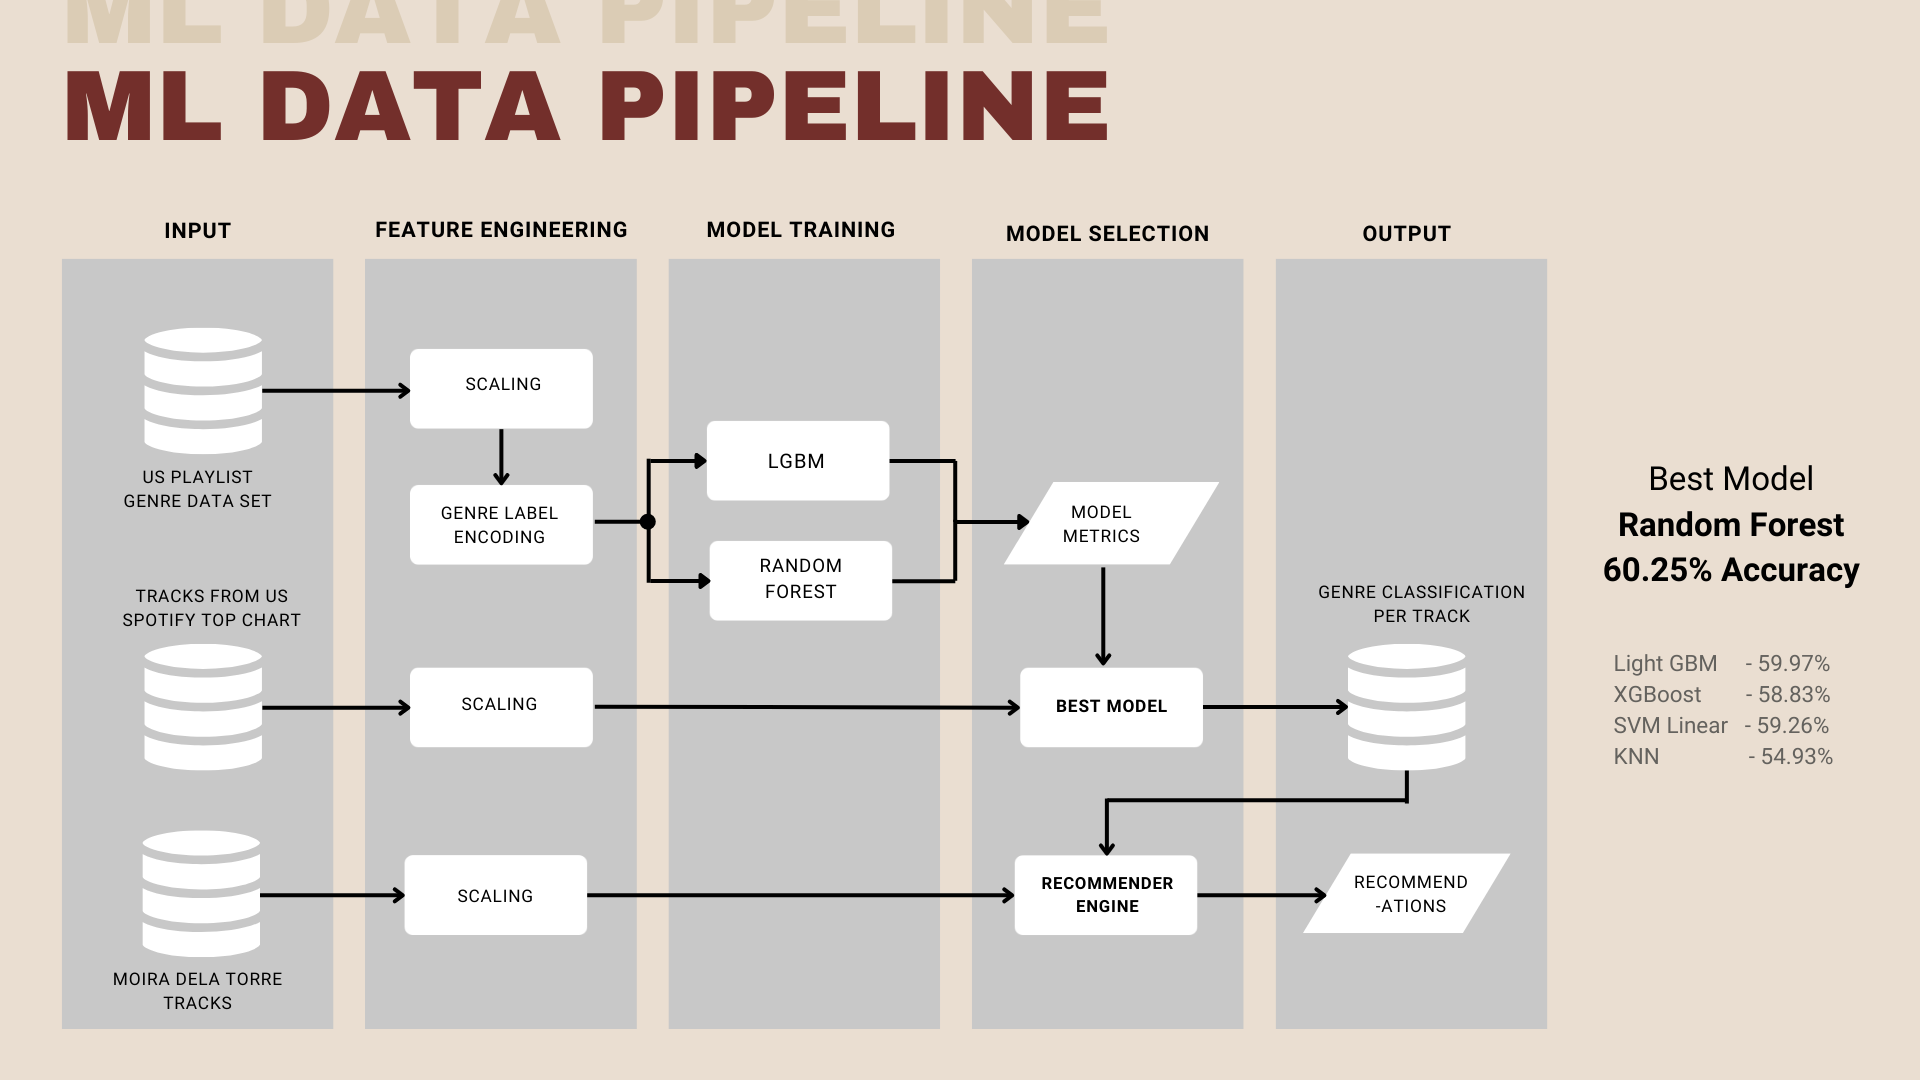 ML DATA PIPELINE
ML DATA PIPELINE
INPUT
FEATURE ENGINEERING
MODEL TRAINING
MODEL SELECTION
OUTPUT
US PLAYLIST
GENRE DATA SET
TRACKS FROM US
SPOTIFY TOP CHART
MOIRA DELA TORRE
TRACKS
SCALING
GENRE LABEL
ENCODING
SCALING
SCALING
LGBM
RANDOM
FOREST
MODEL
METRICS
BEST MODEL
RECOMMENDER
ENGINE
GENRE CLASSIFICATION
PER TRACK
RECOMMEND
-ATIONS
Best Model
Random Forest
60.25% Accuracy
Light GBM - 59.97%
XGBoost - 58.83%
SVM Linear - 59.26%
KNN - 54.93%